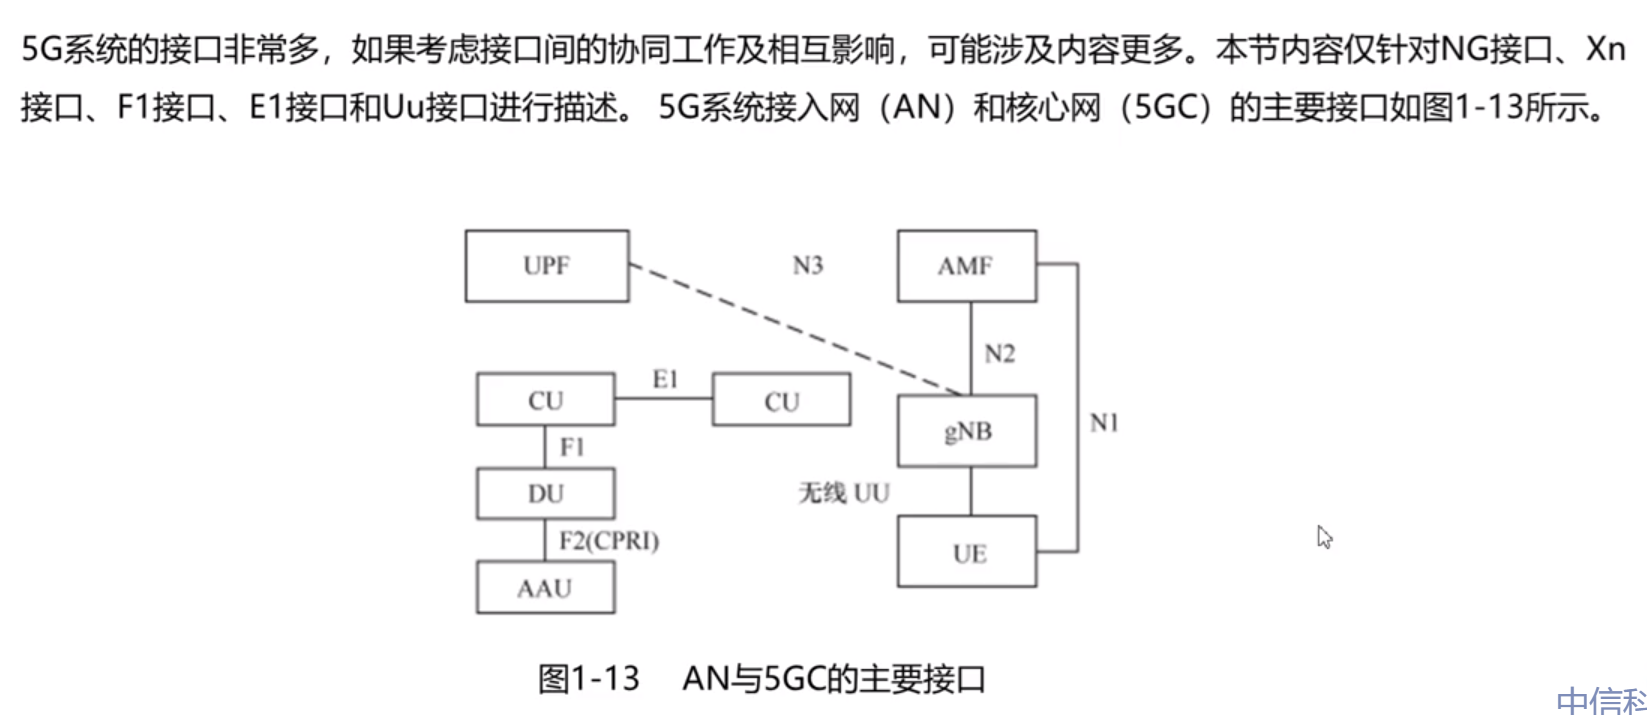 5G系统的接口非常多，如果考虑接口间的协同工作及相互影响，可能涉及内容更多。本节内容仅针对NG接口、Xn
接口、F1接口、E1接口和Uu接口进行描述。 5G系统接入网（AN）和核心网（5GC）的主要接口如图1-13所示。
UPF
N3
AMF
N2
CU
E1
CU
gNB
N1
F1
DU
无线 UU
F2(CPRI)
UE
AAU
图1-13 AN与5GC的主要接口
中信科